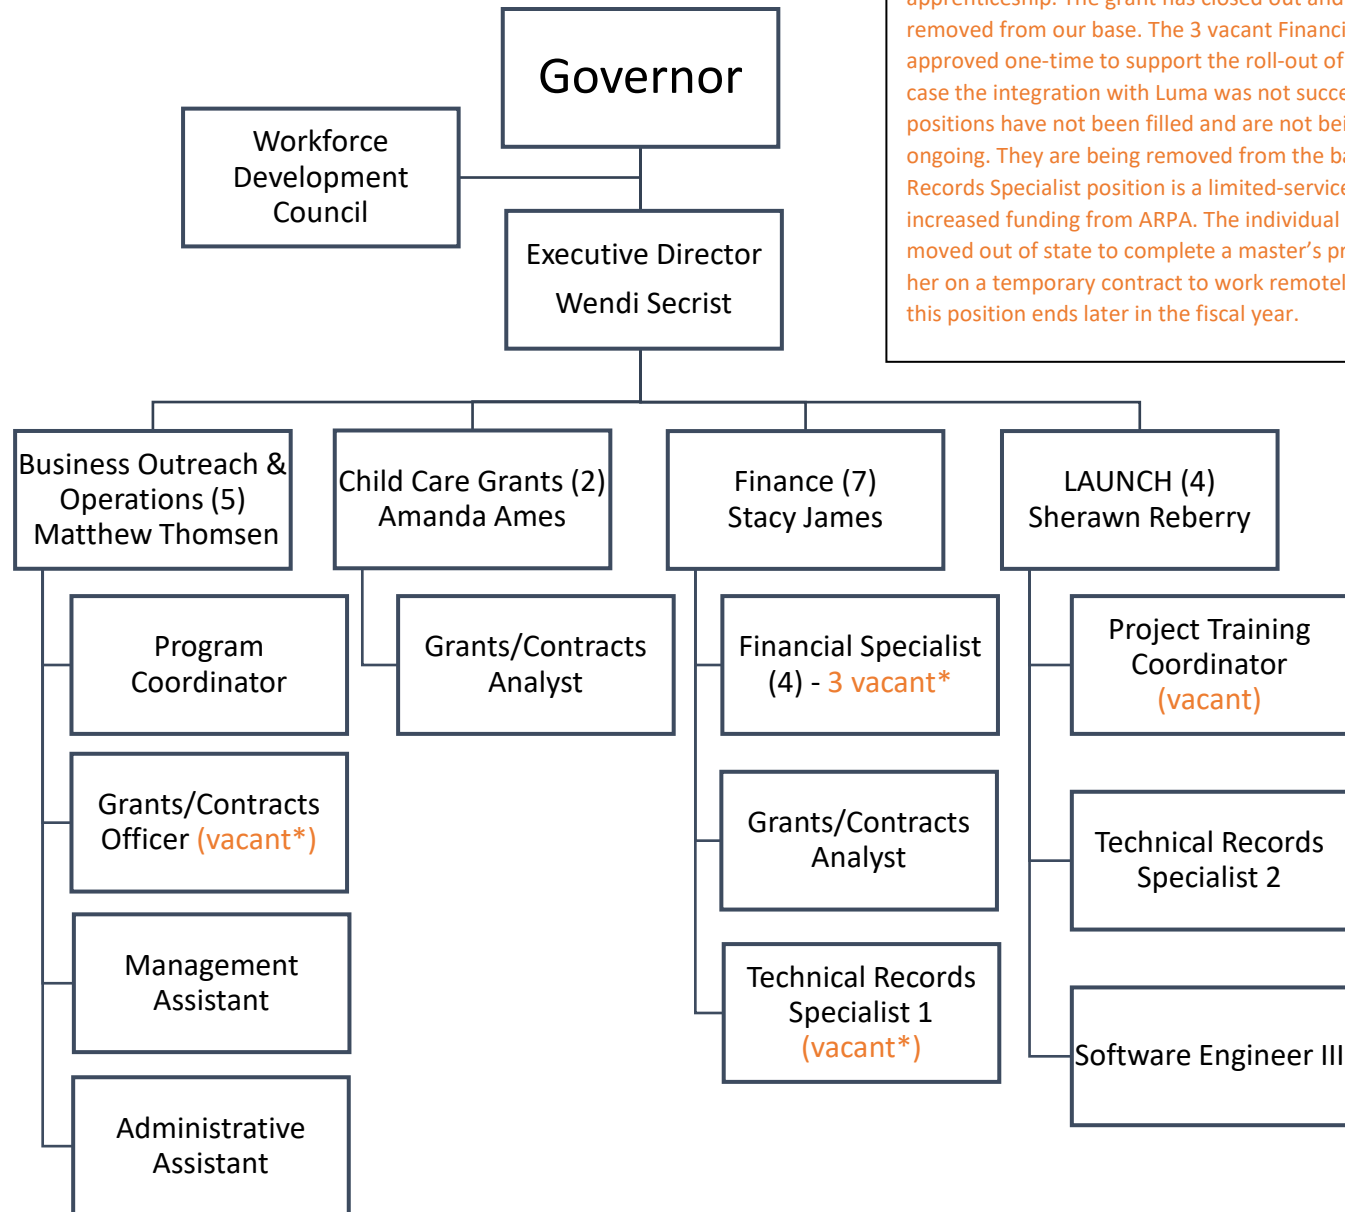 apprenticeship. The grant has closed out and
removed from our base. The 3 vacant
approved one-time to support the roll-out of
case the integration with Luma was not
positions have not been filled and are not
ongoing. They are being removed from the
Records Specialist position is a limited-service
increased funding from ARPA. The individual
moved out of state to complete a master's
her on a temporary contract to work
this position ends later in the fiscal year.
Governor
Workforce
Development
Council
Executive Director
Wendi Secrist
Business Outreach &
Operations (5)
Matthew Thomsen
Child Care Grants (2)
Amanda Ames
Finance (7)
Stacy James
LAUNCH (4)
Sherawn Reberry
Program
Coordinator
Grants/Contracts
Officer (vacant*)
Management
Assistant
Administrative
Assistant
Grants/Contracts
Analyst
Financial Specialist
(4) - 3 vacant*
Grants/Contracts
Analyst
Technical Records
Specialist 1
(vacant*)
Project Training
Coordinator
(vacant)
Technical Records
Specialist 2
Software Engineer III